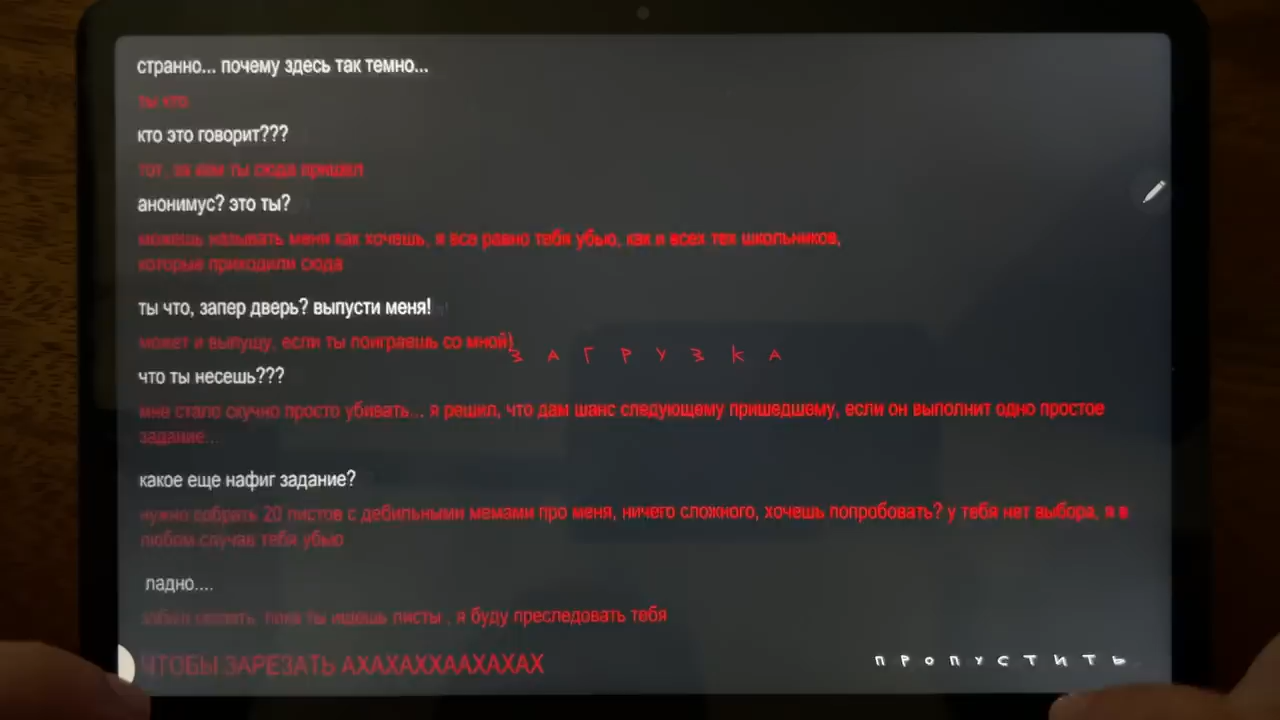 странно... почему здесь так темно...
ты кто
кто это говорит???
тот, за кем ты сюда пришел
анонимус? это ты?
можешь называть меня как хочешь, я все равно тебя убью, как и всех тех школьников,
которые приходили сюда
ты что, запер дверь? выпусти меня!
может и выпущу, если ты поиграешь со мной)
З А Г Р У З К А
что ты несешь???
мне стало скучно просто убивать... я решил, что дам шанс следующему пришедшему, если он выполнит одно простое
задание...
какое еще нафиг задание?
нужно собрать 20 листов с дебильными мемами про меня, ничего сложного, хочешь попробовать? у тебя нет выбора, я в
любом случае тебя убью
ладно....
пока ты ищешь листы , я буду преследовать тебя
ЧТОБЫ ЗАРЕЗАТЬ АХАХАХХААХАХАХ
П Р О П У С Т И Т Ь